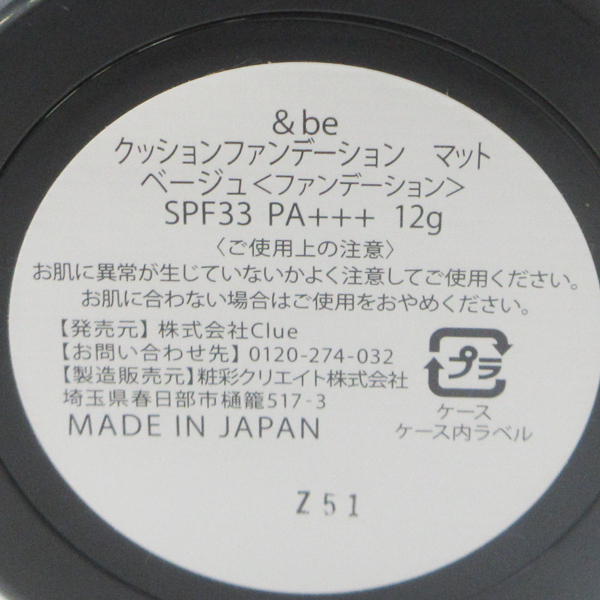 &be
クッションファンデーション マット
ベージュ<ファンデーション>
SPF33 PA+++ 12g
〈ご使用上の注意〉
お肌に異常が生じていないかよく注意してご使用ください。
お肌に合わない場合はご使用をおやめください。
【発売元】株式会社Clue
【お問い合わせ先】0120-274-032
【製造販売元】粧彩クリエイト株式会社
埼玉県春日部市樋籠517-3
MADE IN JAPAN
プラ
ケース
ケース内ラベル
Z51